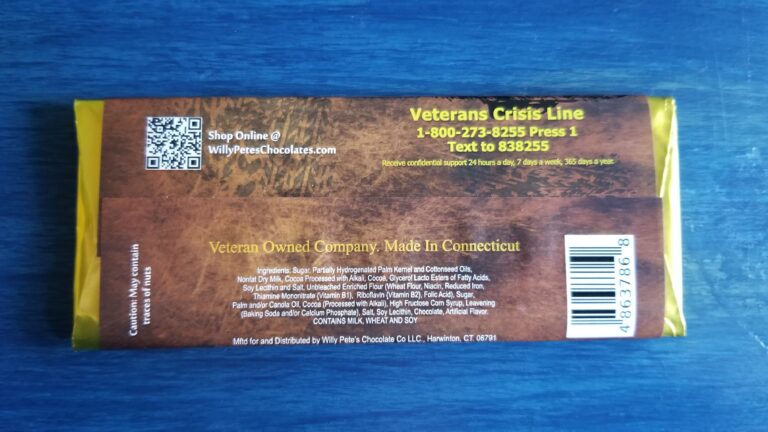 Shop Online @
WillyPetesChocolates.com
Veterans Crisis Line
1-800-273-8255 Press 1
Text to 838255
Receive confidential support 24 hours a day, 7 days a week, 365 days a year.
Veteran Owned Company. Made In Connecticut
Caution: May contain
traces of nuts
Ingredients: Sugar, Partially Hydrogenated Palm Kernel and Cottonseed Oils,
Nonfat Dry Milk, Cocoa Processed with Alkali, Cocoa, Glycerol Lacto Esters of Fatty Acids,
Soy Lecithin and Salt. Unbleached Enriched Flour (Wheat Flour, Niacin, Reduced Iron,
Thiamine Mononitrate {Vitamin B1}, Riboflavin {Vitamin B2}, Folic Acid), Sugar,
Palm and/or Canola Oil, Cocoa (Processed with Alkali), High Fructose Corn Syrup, Leavening
(Baking Soda and/or Calcium Phosphate), Salt, Soy Lecithin, Chocolate, Artificial Flavor.
CONTAINS MILK, WHEAT AND SOY
Mftd for and Distributed by Willy Pete's Chocolate Co LLC., Harwinton, CT. 06791
4 863786 8